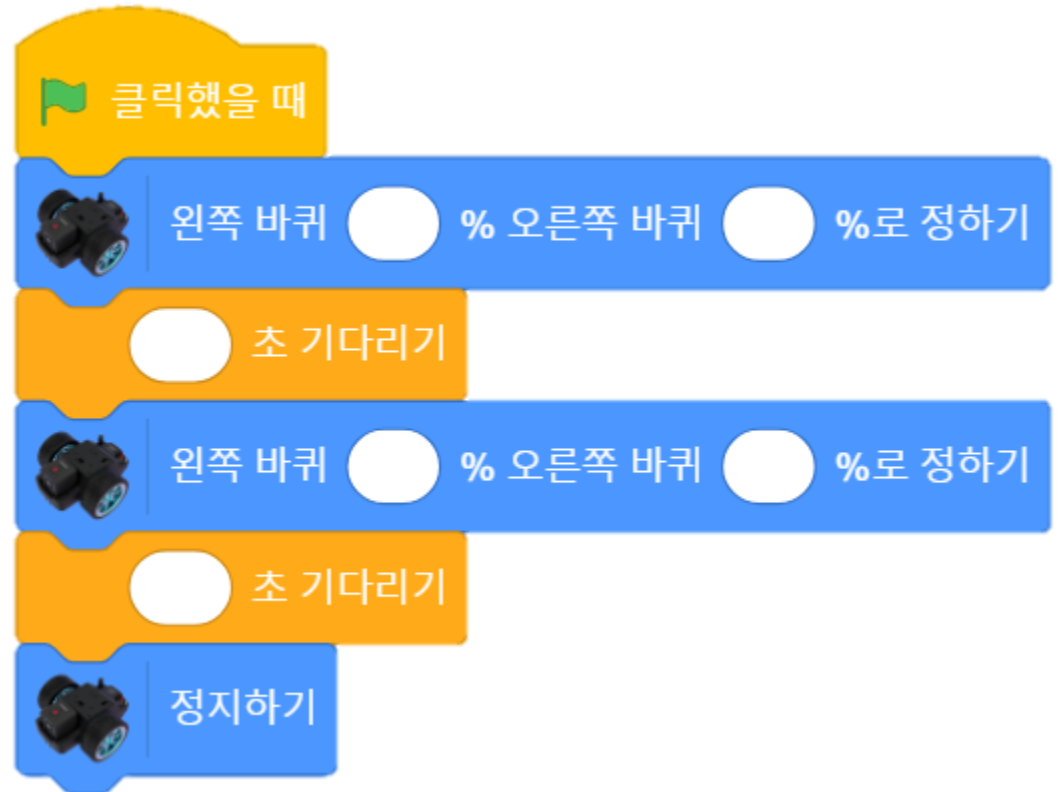 클릭했을 때
왼쪽 바퀴 % 오른쪽 바퀴 %로 정하기
초 기다리기
왼쪽 바퀴 % 오른쪽 바퀴 %로 정하기
초 기다리기
정지하기